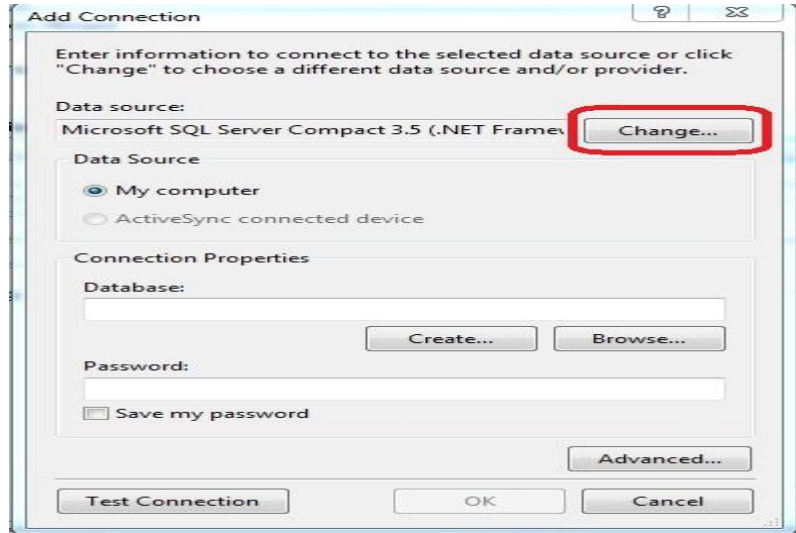 Add Connection
Enter information to connect to the selected data source or click
"Change" to choose a different data source and/or provider.
Data source:
Microsoft SQL Server Compact 3.5 (.NET Framew
Change...
Data Source
My computer
ActiveSync connected device
Connection Properties
Database:
Create...
Browse...
Password:
Save my password
Advanced...
Test Connection
OK
Cancel